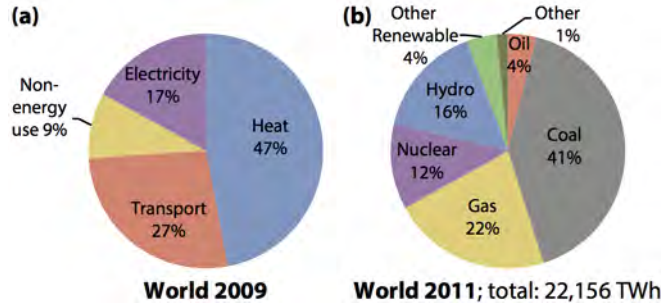 (a)
Electricity
17%
Non-
energy
use 9%
Heat
47%
Transport
27%
World 2009
(b)
Other
Renewable
4%
Other
1%
Oil
4%
Hydro
16%
Coal
41%
Nuclear
12%
Gas
22%
World 2011; total: 22,156 TWh